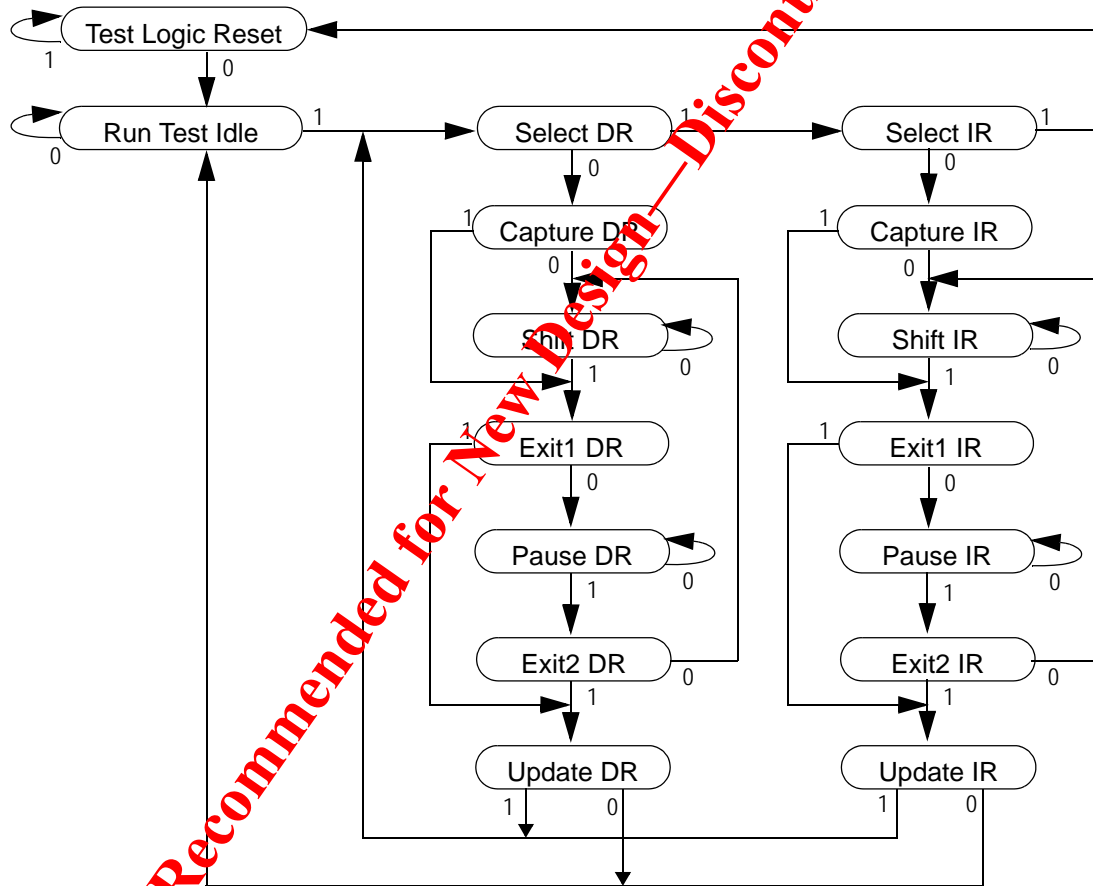 Test Logic Reset
1
0
Run Test Idle
0
1
Select DR
1
Select IR
1
0
0
1
Capture DR
1
Capture IR
0
0
Shift DR
0
Shift IR
0
1
1
1
Exit1 DR
1
Exit1 IR
0
0
Pause DR
0
Pause IR
0
1
1
Exit2 DR
0
Exit2 IR
0
1
1
Update DR
Update IR
1
0
1
0
Recommended for New Design—Discont